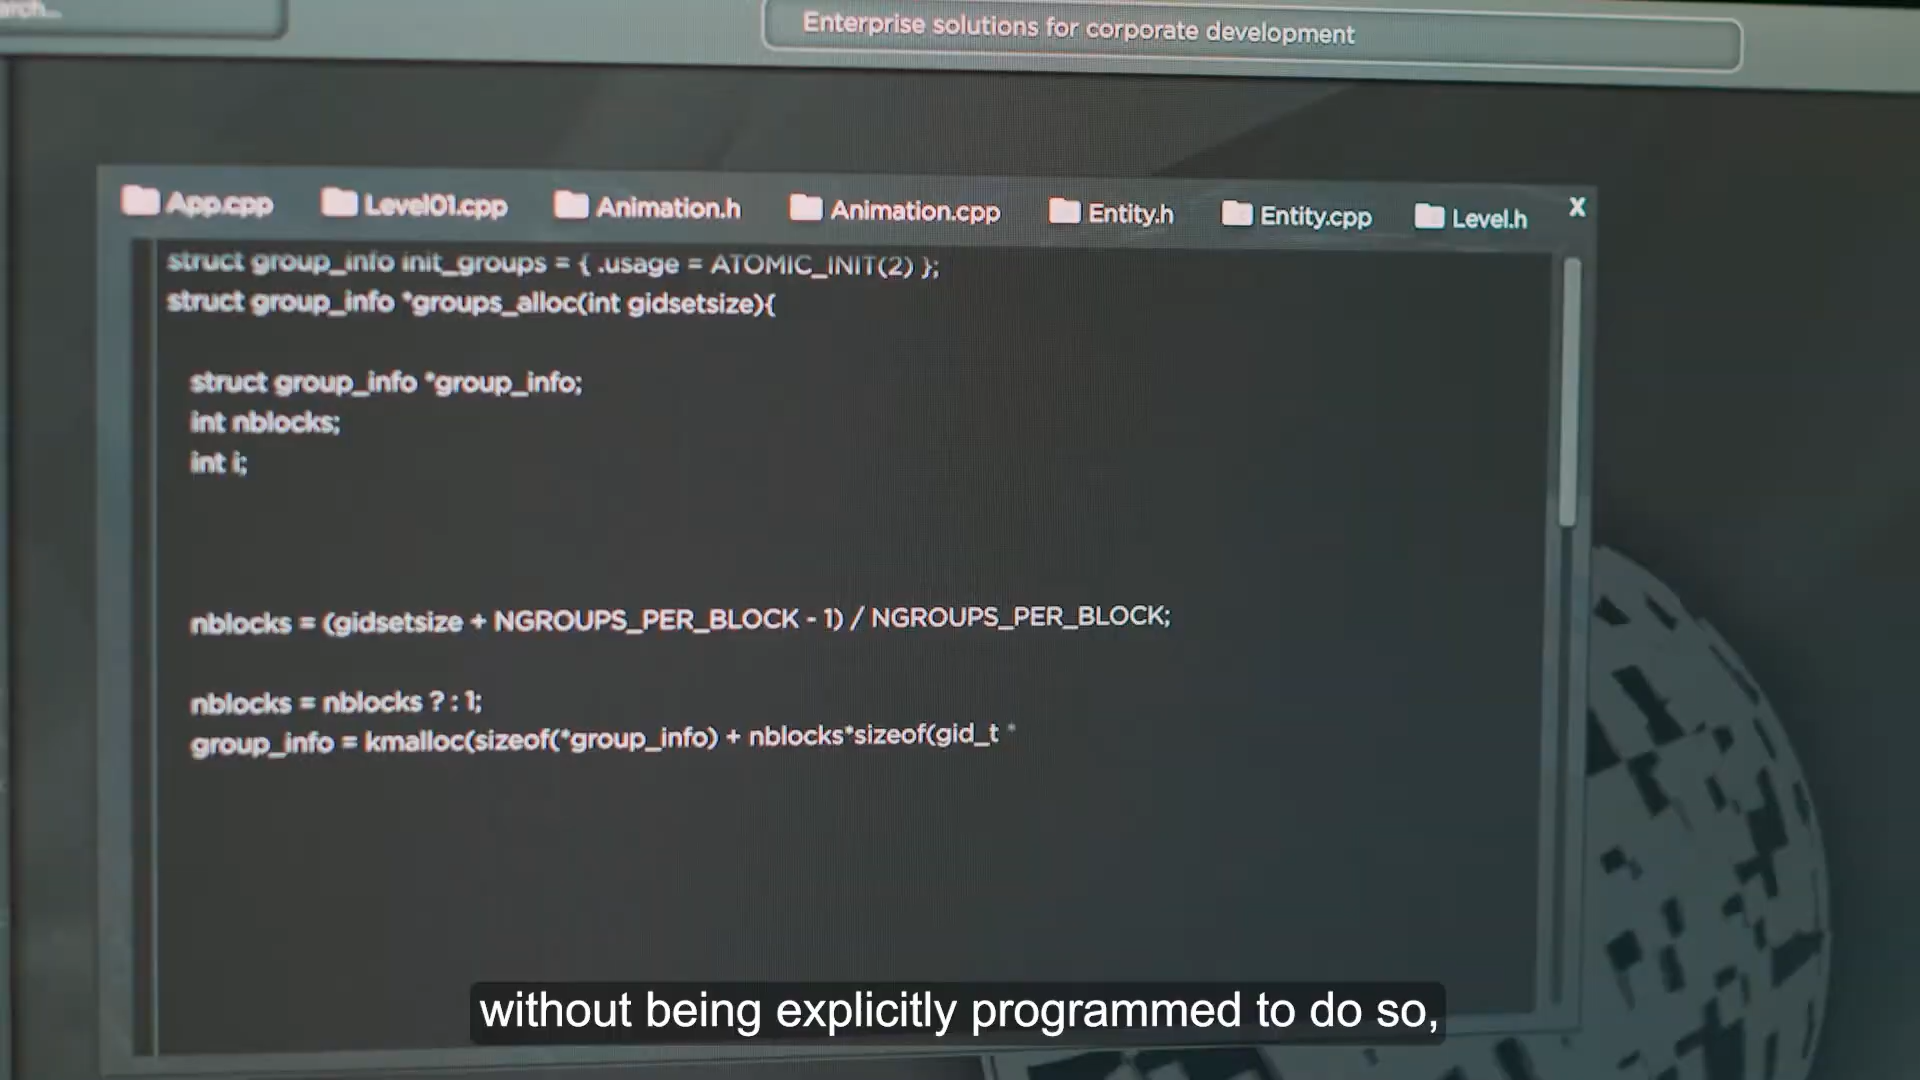 Enterprise solutions for corporate development
App.cpp Level01.cpp Animation.h Animation.cpp Entity.h Entity.cpp Level.h X
struct group_info init_groups = { .usage = ATOMIC_INIT(2) };
struct group_info *groups_alloc(int gidsetsize){
struct group_info *group_info;
int nblocks;
int i;
nblocks = (gidsetsize + NGROUPS_PER_BLOCK - 1) / NGROUPS_PER_BLOCK;
nblocks = nblocks ? : 1;
group_info = kmalloc(sizeof(*group_info) + nblocks*sizeof(gid_t *
without being explicitly programmed to do so,